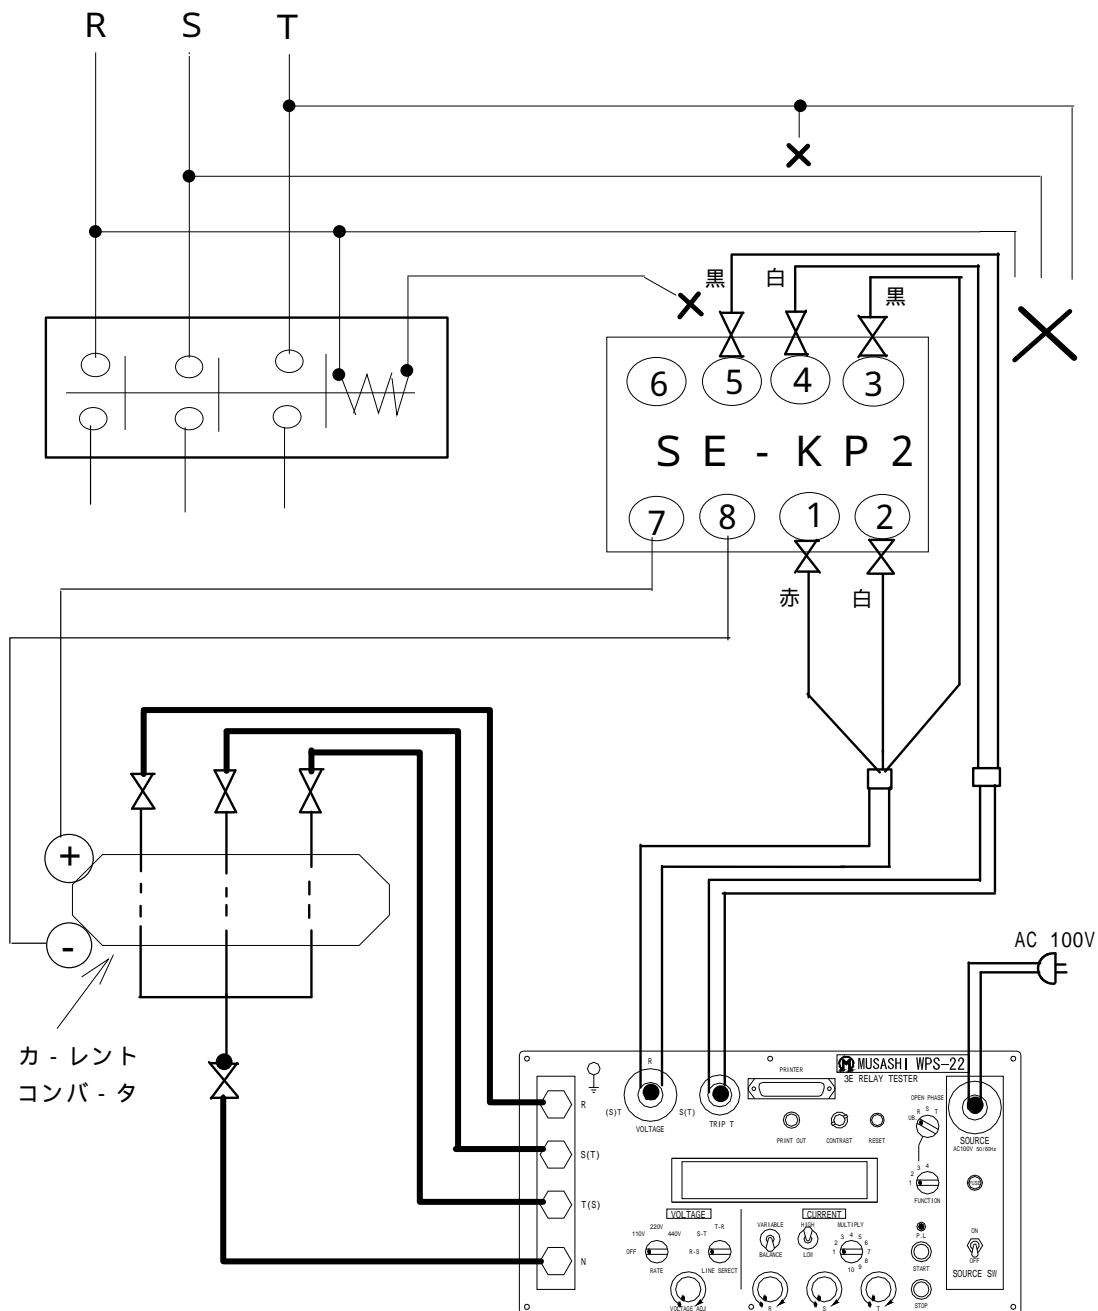 R S T
黒 白
黒
6 5 4 3
SE-KP2
7 8 1 2
赤 白
+
-
カ-レント
コンバ-タ
AC 100V
R
MUSASHI WPS-22
3E RELAY TESTER
PRINTER
OPEN PHASE
R S T
UB.
R
(S)T S(T)
VOLTAGE
TRIP T
PRINT OUT CONTRAST RESET
SOURCE
AC100V 50/60Hz
S(T)
1 2 3 4
FUNCTION
FUSE
T(S)
VOLTAGE
CURRENT
110V 220V 440V
OFF
RATE
R-S S-T T-R
LINE SERECT
VARIABLE
BALANCE
HIGH
LOW
MULTIPLY
1 2 3 4 5 6 7 8 9 10
P.L
START
STOP
ON
OFF
SOURCE SW
N
VOLTAGE ADJ
R S T